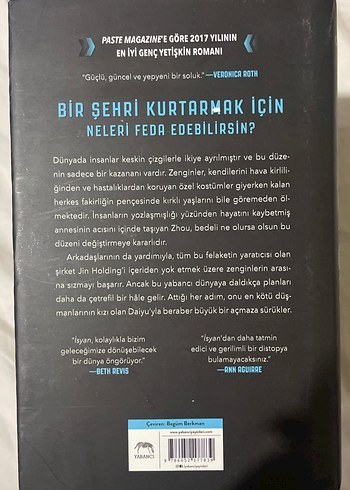 PASTE MAGAZINE'E GÖRE 2017 YILININ
EN İYİ GENÇ YETİŞKİN ROMANI
"Güçlü, güncel ve yepyeni bir soluk." —VERONICA ROTH
BİR ŞEHRİ KURTARMAK İÇİN
NELERİ FEDA EDEBİLİRSİN?
Dünyada insanlar keskin çizgilerle ikiye ayrılmıştır ve bu düze-
nin sadece bir kazananı vardır. Zenginler, kendilerini hava kirlili-
ğinden ve hastalıklardan koruyan özel kostümler giyerken kalan
herkes fakirliğin pençesinde kırklı yaşlarını bile göremeden öl-
mektedir. İnsanların yozlaşmışlığı yüzünden hayatını kaybetmiş
annesinin acısını içinde taşıyan Zhou, bedeli ne olursa olsun bu
düzeni değiştirmeye kararlıdır.
Arkadaşlarının da yardımıyla, tüm bu felaketin yaratıcısı olan
şirket Jin Holding'i içeriden yok etmek üzere zenginlerin arası-
na sızmayı başarır. Ancak bu yabancı dünyaya daldıkça planları
daha da çetrefil bir hâle gelir. Attığı her adım, onu en kötü düş-
manlarının kızı olan Daiyu'yla beraber büyük bir açmaza sürükler.
"İsyan, kolaylıkla bizim
geleceğimize dönüşebilecek
bir dünya öngörüyor."
—BETH REVIS
"İsyan'dan daha tatmin
edici ve gerilimli bir distopya
bulamayacaksınız."
—ANN AGUIRRE
YABANCI
Çeviren: Begüm Berkman
www.yabanciyayinlari.com
/yabanciyayinlari